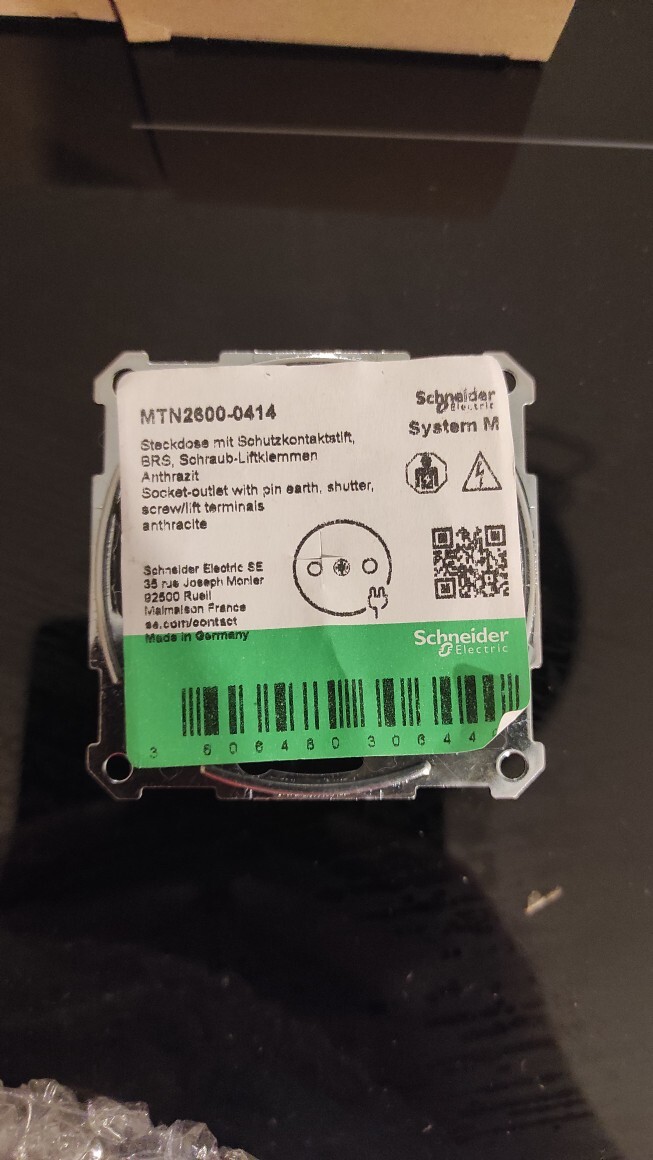 MTN2600-0414
Schneider
Electric
System M
Steckdose mit Schutzkontaktstift,
BRS, Schraub-Liftklemmen
Anthrazit
Socket-outlet with pin earth, shutter,
screw/lift terminals
anthracite
Schneider Electric SE
35 rue Joseph Monier
92500 Rueil
Malmaison France
se.com/contact
Made in Germany
Schneider
Electric
3 606480 30644